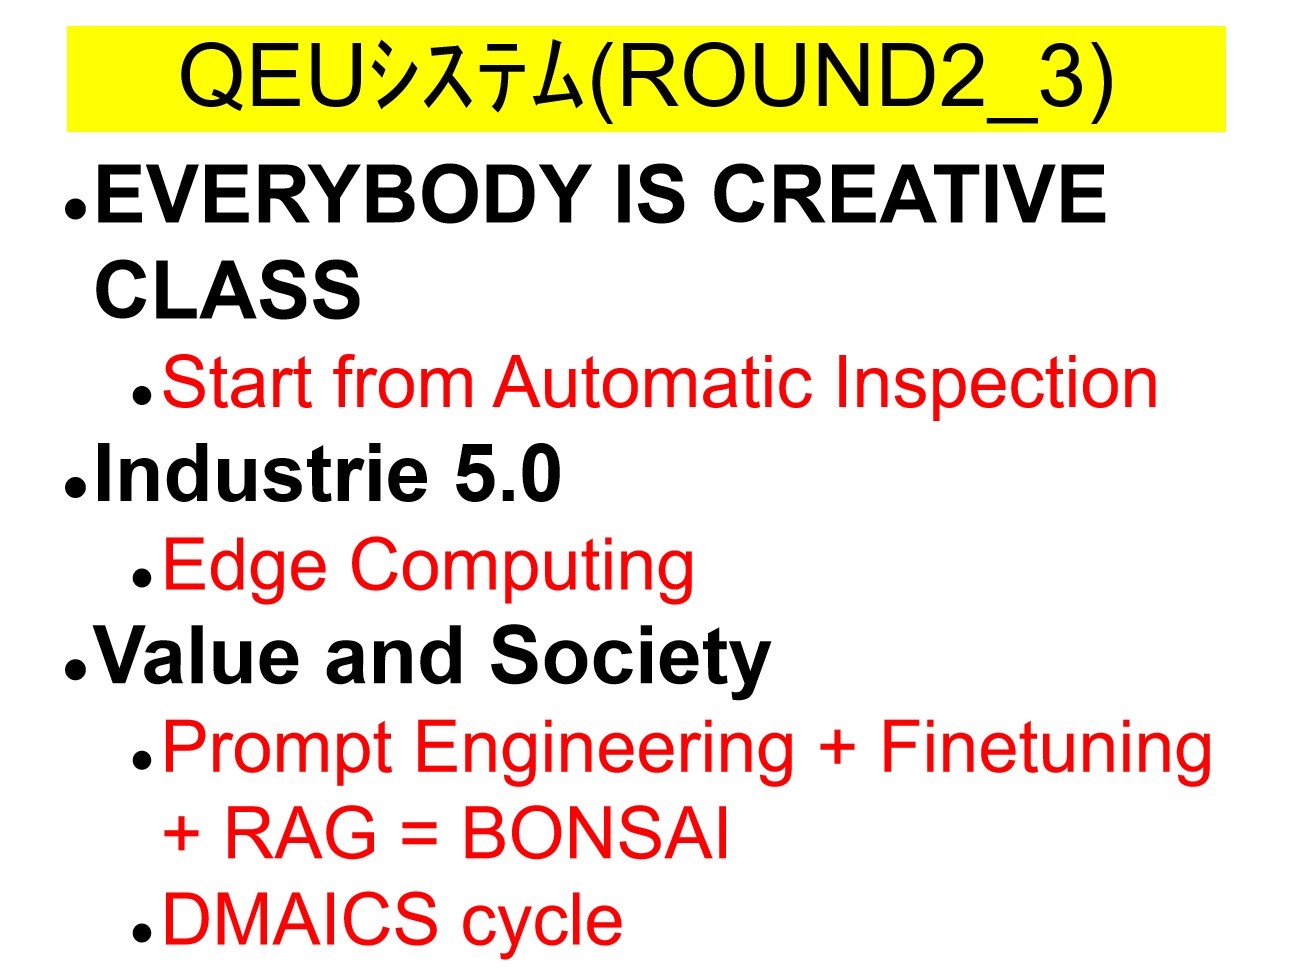 QEUシステム(ROUND2_3)
●EVERYBODY IS CREATIVE
CLASS
●Start from Automatic Inspection
●Industrie 5.0
●Edge Computing
●Value and Society
●Prompt Engineering + Finetuning
+ RAG = BONSAI
●DMAICS cycle